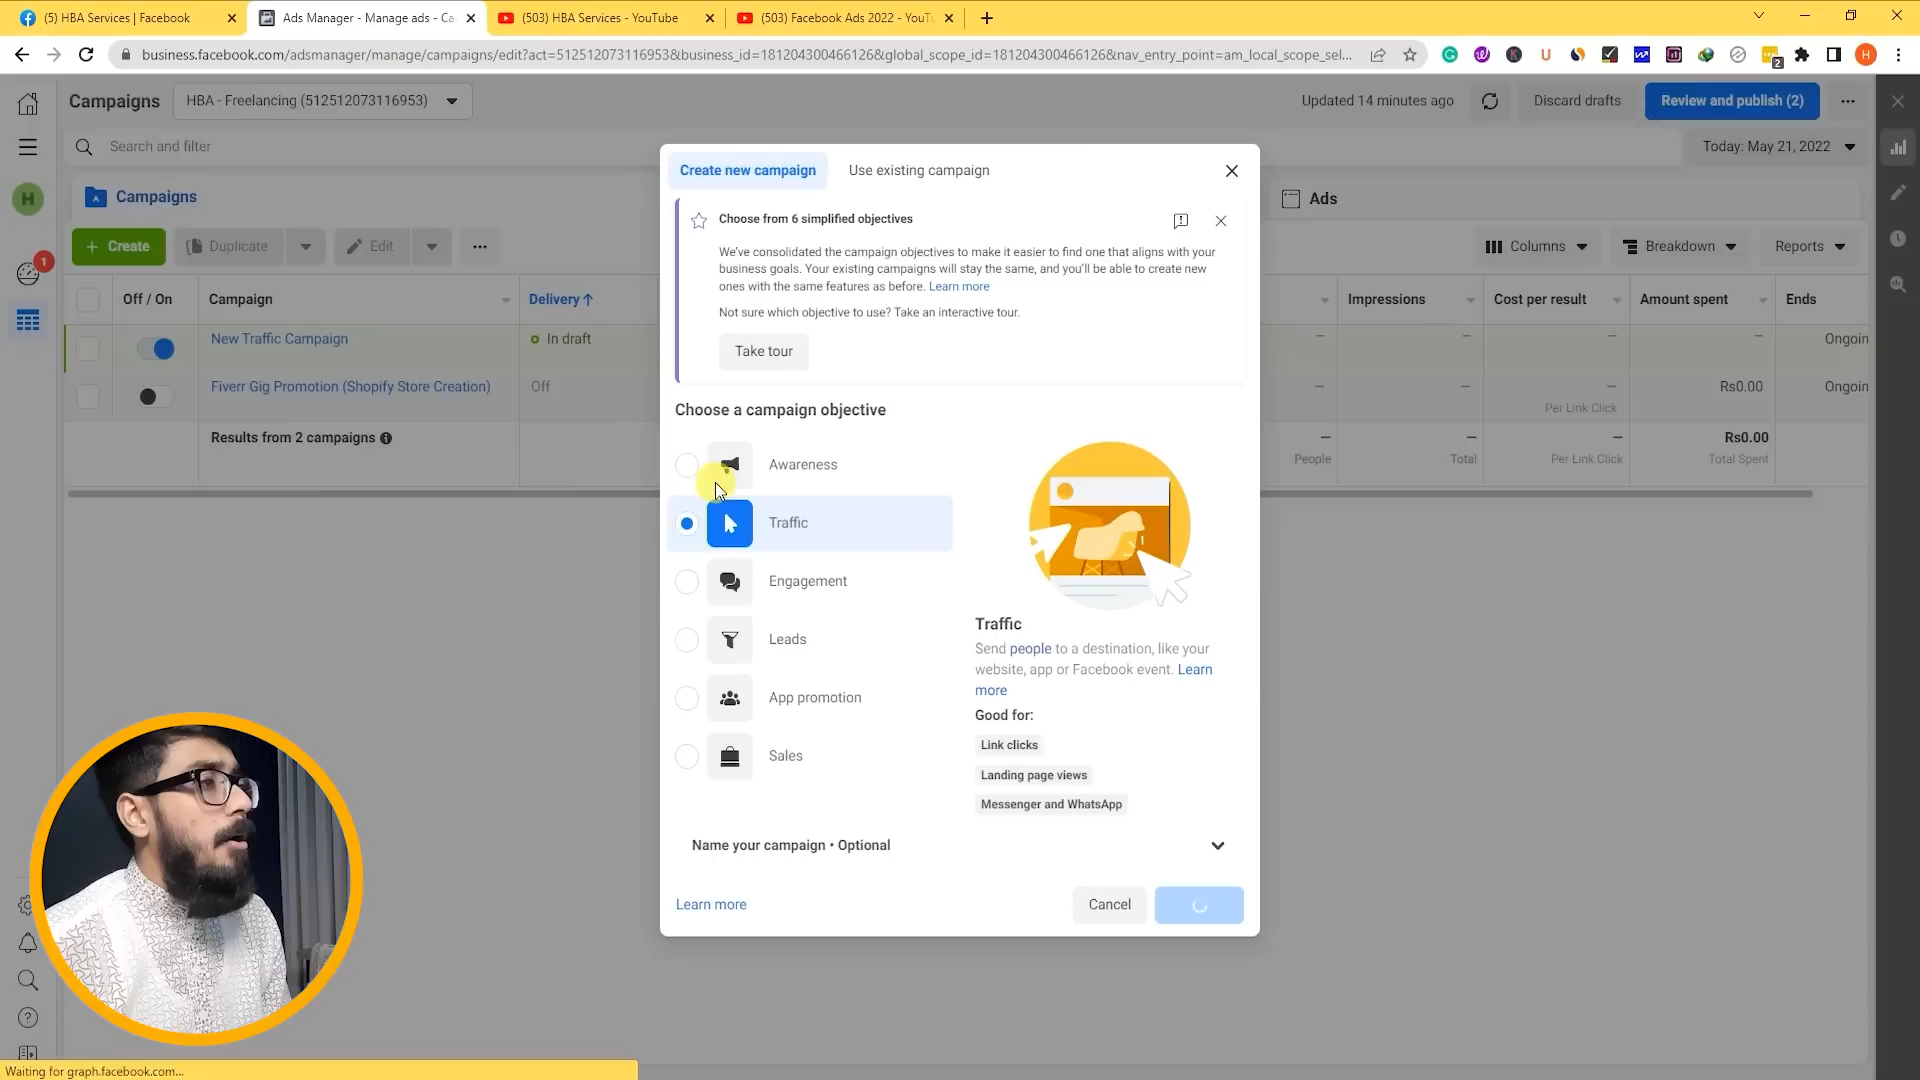 (5) HBA Services | Facebook
Ads Manager - Manage ads - Ca
(503) HBA Services - YouTube
(503) Facebook Ads 2022 - YouTu
business.facebook.com/adsmanager/manage/campaigns/edit?act=512512073116953&business_id=181204300466126&global_scope_id=181204300466126&nav_entry_point=am_local_scope_sel...
2
H
Campaigns
HBA - Freelancing (512512073116953)
Updated 14 minutes ago
Discard drafts
Review and publish (2)
Search and filter
Today: May 21, 2022
H
Campaigns
Ads
+ Create
Duplicate
Edit
Columns
Breakdown
Reports
1
Off / On
Campaign
Delivery ↑
Impressions
Cost per result
Amount spent
Ends
New Traffic Campaign
In draft
—
—
—
—
Ongoin
Fiverr Gig Promotion (Shopify Store Creation)
Off
—
—
—
Rs0.00
Ongoin
Per Link Click
Results from 2 campaigns
—
—
—
Rs0.00
People
Total
Per Link Click
Total Spent
Create new campaign
Use existing campaign
Choose from 6 simplified objectives
We've consolidated the campaign objectives to make it easier to find one that aligns with your
business goals. Your existing campaigns will stay the same, and you'll be able to create new
ones with the same features as before. Learn more
Not sure which objective to use? Take an interactive tour.
Take tour
Choose a campaign objective
Awareness
Traffic
Engagement
Leads
App promotion
Sales
Traffic
Send people to a destination, like your
website, app or Facebook event. Learn
more
Good for:
Link clicks
Landing page views
Messenger and WhatsApp
Name your campaign • Optional
Learn more
Cancel
Waiting for graph.facebook.com...